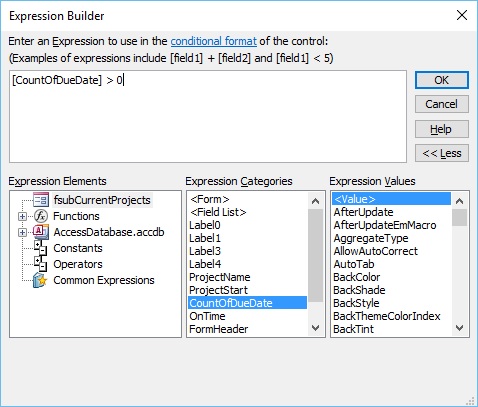 Expression Builder
Enter an Expression to use in the conditional format of the control:
(Examples of expressions include [field1] + [field2] and [field1] < 5)
[CountOfDueDate] > 0
OK
Cancel
Help
<< Less
Expression Elements
fsubCurrentProjects
Functions
AccessDatabase.accdb
Constants
Operators
Common Expressions
Expression Categories
<Form>
<Field List>
Label0
Label1
Label3
Label4
ProjectName
ProjectStart
CountOfDueDate
OnTime
FormHeader
Expression Values
<Value>
AfterUpdate
AfterUpdateEmMacro
AggregateType
AllowAutoCorrect
AutoTab
BackColor
BackShade
BackStyle
BackThemeColorIndex
BackTint